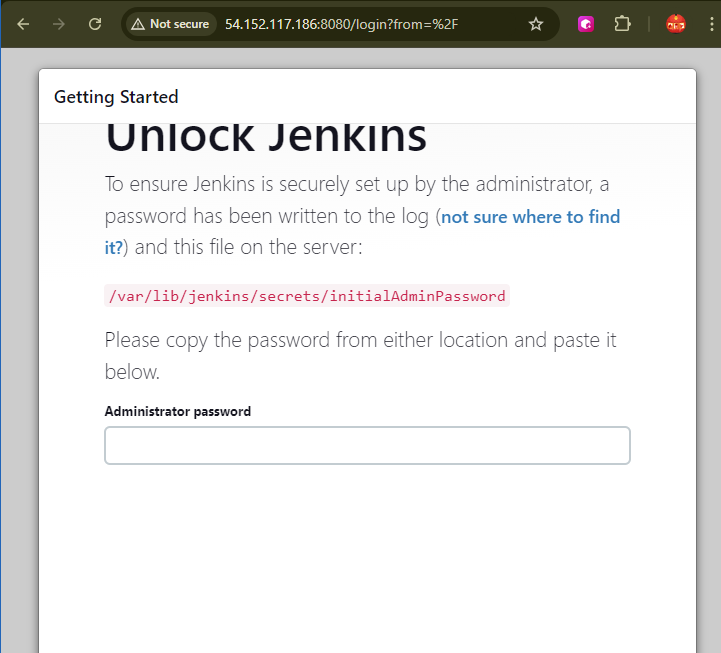 Not secure 54.152.117.186:8080/login?from=%2F
Getting Started
Unlock Jenkins
To ensure Jenkins is securely set up by the administrator, a
password has been written to the log (not sure where to find
it?) and this file on the server:
/var/lib/jenkins/secrets/initialAdminPassword
Please copy the password from either location and paste it
below.
Administrator password